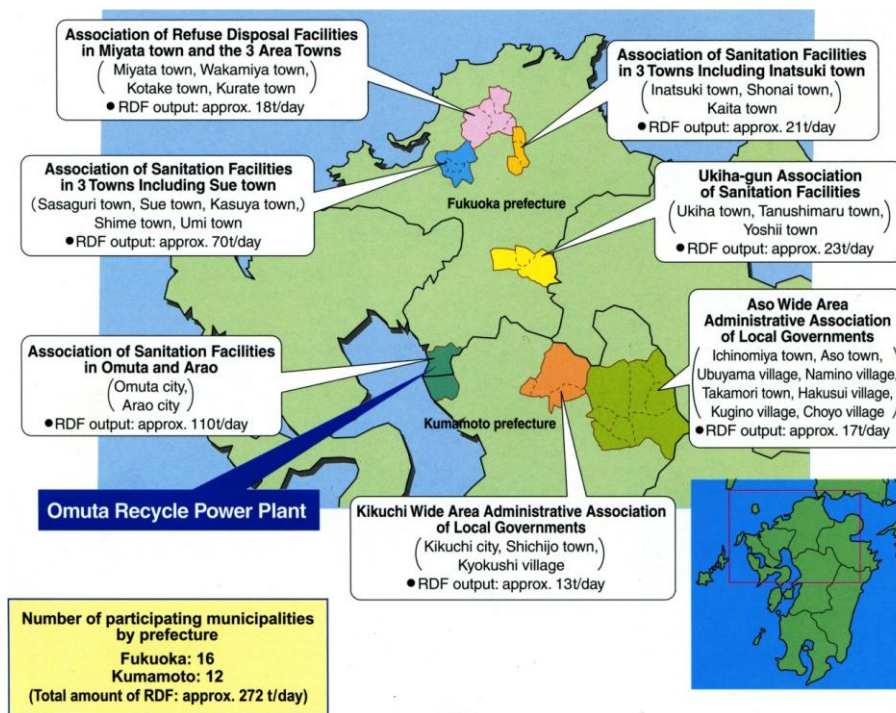 Association of Refuse Disposal Facilities
in Miyata town and the 3 Area Towns
(Miyata town, Wakamiya town,
Kotake town, Kurate town)
● RDF output: approx. 18t/day
Association of Sanitation Facilities
in 3 Towns Including Inatsuki town
(Inatsuki town, Shonai town,
Kaita town)
● RDF output: approx. 21t/day
Association of Sanitation Facilities
in 3 Towns Including Sue town
(Sasaguri town, Sue town, Kasuya town,)
Shime town, Umi town
● RDF output: approx. 70t/day
Fukuoka prefecture
Ukiha-gun Association
of Sanitation Facilities
(Ukiha town, Tanushimaru town,
Yoshii town)
● RDF output: approx. 23t/day
Aso Wide Area
Administrative Association
of Local Governments
(Ichinomiya town, Aso town,
Ubuyama village, Namino village,
Takamori town, Hakusui village,
Kugino village, Choyo village)
● RDF output: approx. 17t/day
Association of Sanitation Facilities
in Omuta and Arao
(Omuta city,
Arao city)
● RDF output: approx. 110t/day
Kumamoto prefecture
Omuta Recycle Power Plant
Kikuchi Wide Area Administrative Association
of Local Governments
(Kikuchi city, Shichijo town,
Kyokushi village)
● RDF output: approx. 13t/day
Number of participating municipalities
by prefecture
Fukuoka: 16
Kumamoto: 12
(Total amount of RDF: approx. 272 t/day)